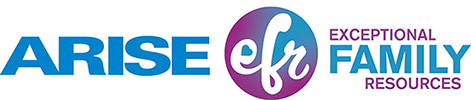 ARISE
efr
EXCEPTIONAL
FAMILY
RESOURCES